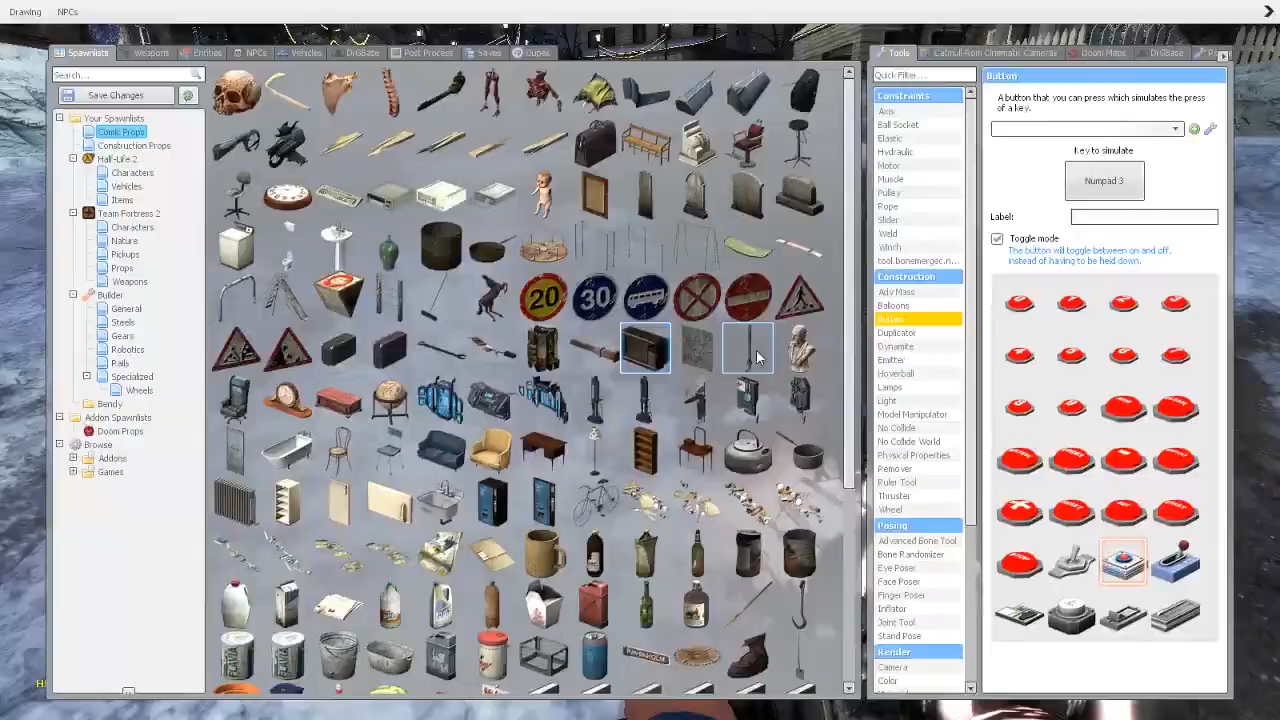 Drawing NPCs
Spawnlists Weapons Entities NPCs Vehicles DrGBase Post Process Saves Dupes
Tools Catmull-Rom Cinematic Cameras Doom Maps DrGBase
Search...
Save Changes
Your Spawnlists
Comic Props
Construction Props
Half-Life 2
Characters
Vehicles
Items
Team Fortress 2
Characters
Nature
Pickups
Props
Weapons
Builder
General
Steels
Gears
Robotics
Rails
Specialized
Wheels
Bendy
Addon Spawnlists
Doom Props
Browse
Addons
Games
20
30
RAVENHOLM
Quick Filter...
Constraints
Axis
Ball Socket
Elastic
Hydraulic
Motor
Muscle
Pulley
Rope
Slider
Weld
Winch
tool.bonemergec.n...
Construction
Adv Mass
Balloons
Button
Duplicator
Dynamite
Emitter
Hoverball
Lamps
Light
Model Manipulator
No Collide
No Collide World
Physical Properties
Remover
Ruler Tool
Thruster
Wheel
Posing
Advanced Bone Tool
Bone Randomizer
Eye Poser
Face Poser
Finger Poser
Inflator
Joint Tool
Stand Pose
Render
Camera
Color
Button
A button that you can press which simulates the press
of a key.
Key to simulate
Numpad 3
Label:
Toggle mode
The button will toggle between on and off,
instead of having to be held down.